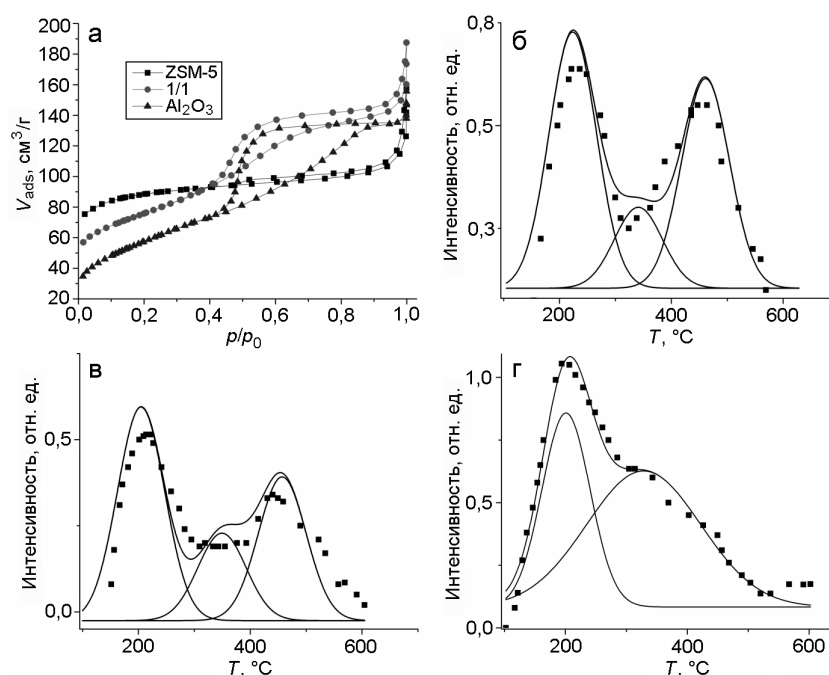 а
ZSM-5
1/1
Al₂O₃
Vads, см³/г
200
180
160
140
120
100
80
60
40
20
0,0
0,2
0,4
0,6
0,8
1,0
p/p₀
б
Интенсивность, отн. ед.
0,8
0,5
0,3
200
400
600
T, °C
в
Интенсивность, отн. ед.
0,5
0,0
200
400
600
T. °C
г
Интенсивность, отн. ед.
1,0
0,5
0,0
200
400
600
T. °C